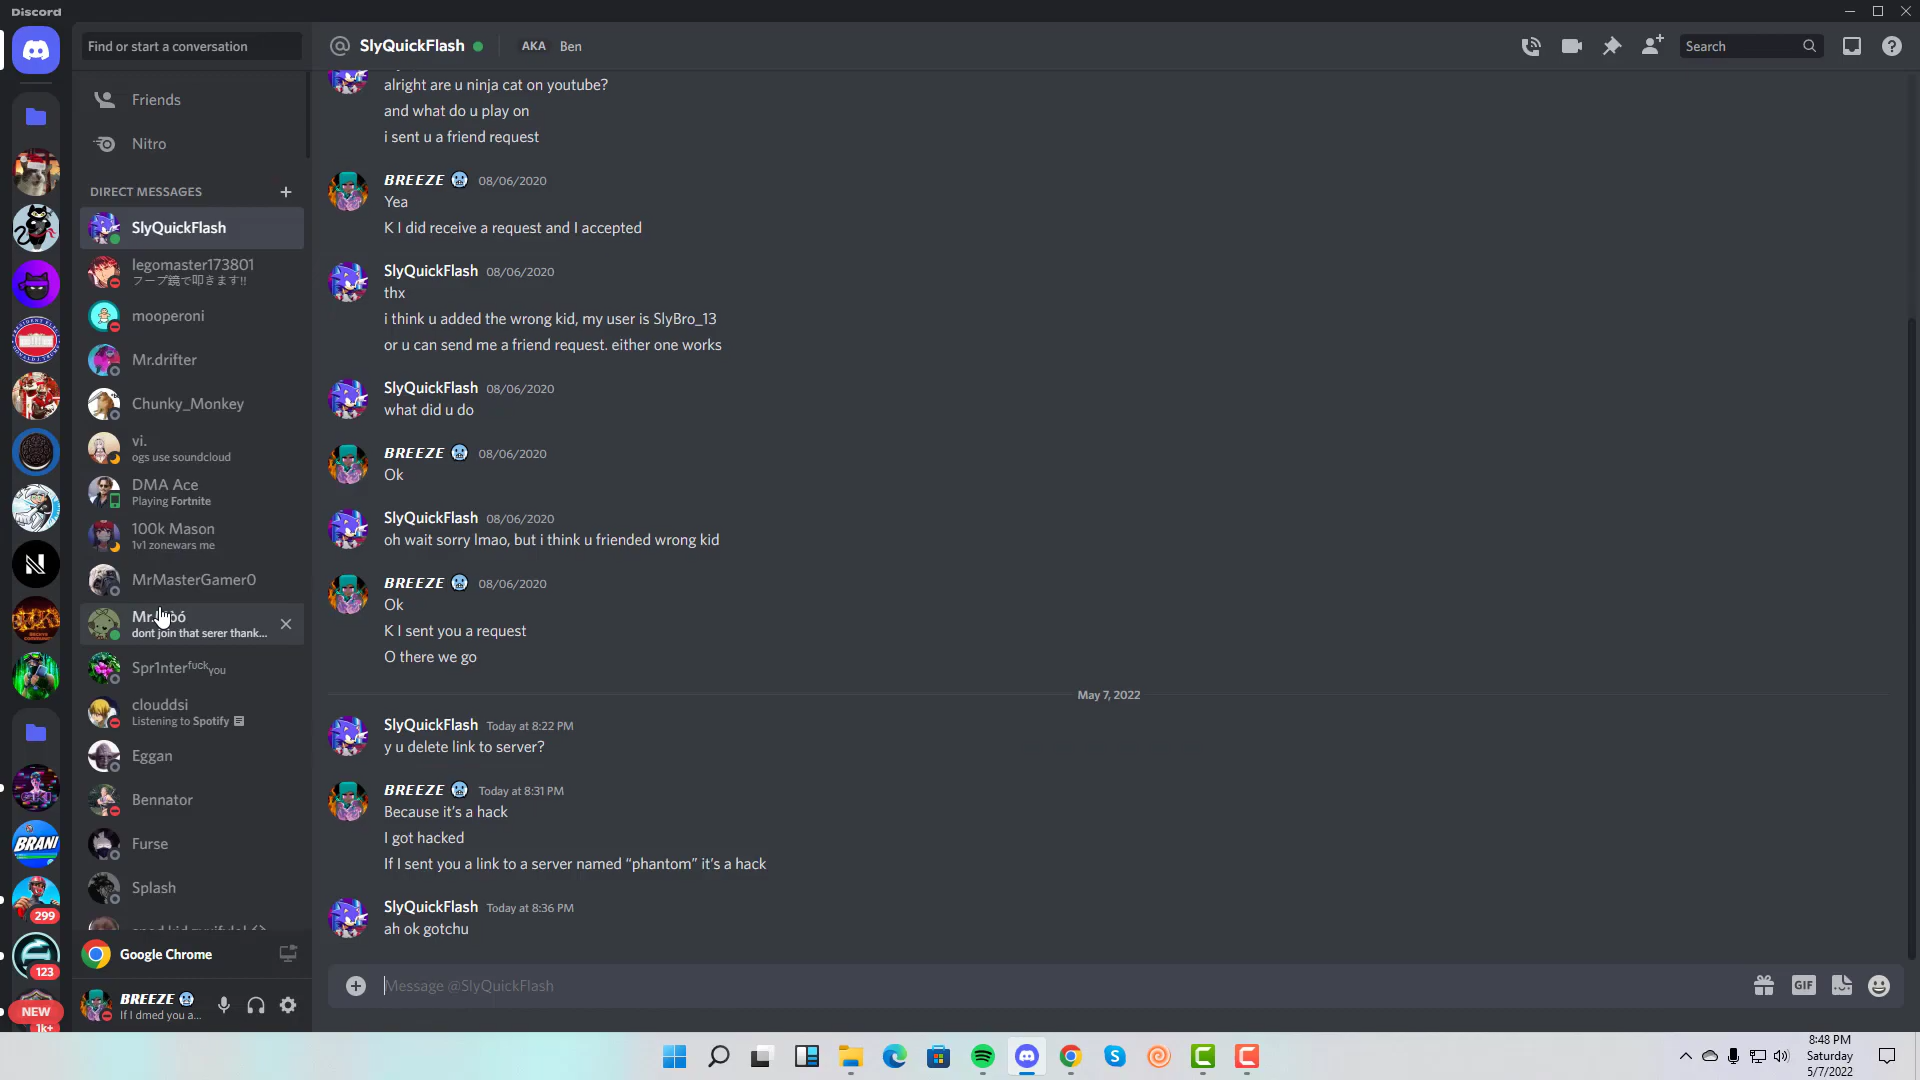 Discord
Find or start a conversation
Friends
Nitro
DIRECT MESSAGES
SlyQuickFlash
legomaster173801
フープ鏡で叩きます!!
mooperoni
Mr.drifter
Chunky_Monkey
vi.
ogs use soundcloud
DMA Ace
Playing Fortnite
100k Mason
1v1 zonewars me
MrMasterGamer0
dont join that serer thank...
Spr1nterᶠᵘᶜᵏyou
clouddsi
Listening to Spotify
Eggan
Bennator
Furse
Splash
Google Chrome
BREEZE
If I dmed you a...
BRAN
299
123
NEW
1k+
SlyQuickFlash
AKA Ben
Search
alright are u ninja cat on youtube?
and what do u play on
i sent u a friend request
BREEZE 08/06/2020
Yea
K I did receive a request and I accepted
SlyQuickFlash 08/06/2020
thx
i think u added the wrong kid, my user is SlyBro_13
or u can send me a friend request. either one works
SlyQuickFlash 08/06/2020
what did u do
BREEZE 08/06/2020
Ok
SlyQuickFlash 08/06/2020
oh wait sorry lmao, but i think u friended wrong kid
BREEZE 08/06/2020
Ok
K I sent you a request
O there we go
May 7, 2022
SlyQuickFlash Today at 8:22 PM
y u delete link to server?
BREEZE Today at 8:31 PM
Because it's a hack
I got hacked
If I sent you a link to a server named “phantom” it's a hack
SlyQuickFlash Today at 8:36 PM
ah ok gotchu
Message @SlyQuickFlash
GIF
8:48 PM
Saturday
5/7/2022